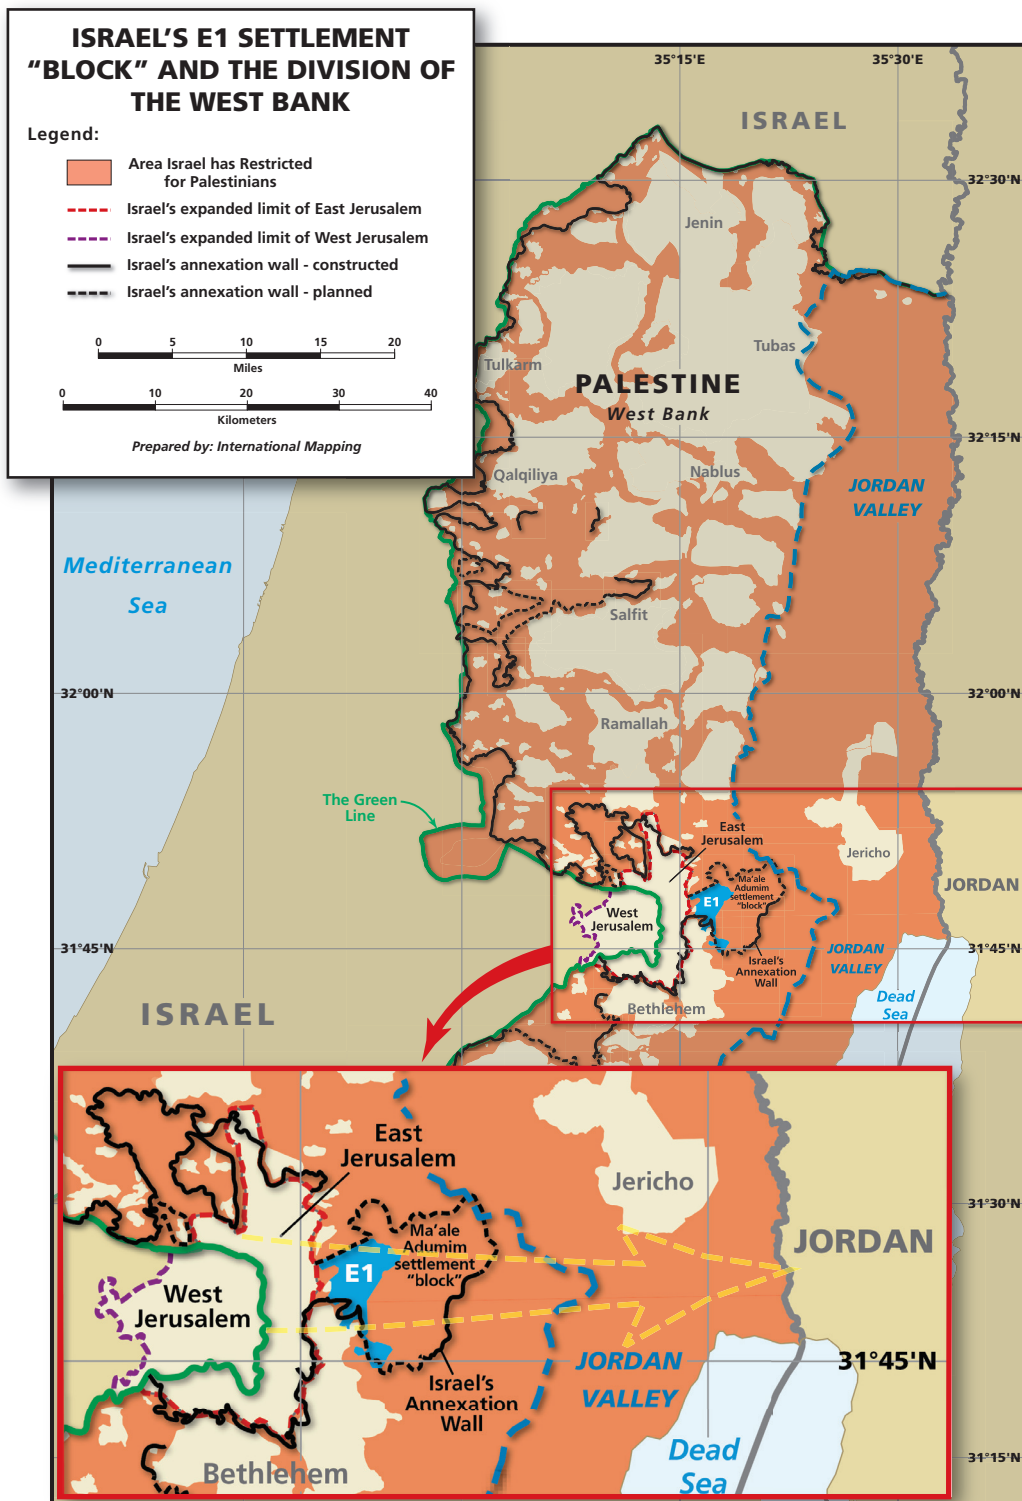 ISRAEL'S E1 SETTLEMENT
"BLOCK" AND THE DIVISION OF
THE WEST BANK
Legend:
Area Israel has Restricted
for Palestinians
Israel's expanded limit of East Jerusalem
Israel's expanded limit of West Jerusalem
Israel's annexation wall - constructed
Israel's annexation wall - planned
0 5 10 15 20
Miles
0 10 20 30 40
Kilometers
Prepared by: International Mapping
35°15'E 35°30'E
ISRAEL
32°30'N
Jenin
Tubas
Tulkarm
PALESTINE
West Bank
32°15'N
Qalqiliya
Nablus
JORDAN
VALLEY
Mediterranean
Sea
Salfit
32°00'N
32°00'N
Ramallah
The Green
Line
East
Jerusalem
Jericho
JORDAN
Ma'ale
Adumim
settlement
"block"
E1
West
Jerusalem
31°45'N
JORDAN
VALLEY
Israel's
Annexation
Wall
Dead
Sea
Bethlehem
ISRAEL
East
Jerusalem
Jericho
31°30'N
JORDAN
Ma'ale
Adumim
settlement
"block"
E1
West
Jerusalem
31°45'N
JORDAN
VALLEY
Israel's
Annexation
Wall
Dead
Sea
31°15'N
Bethlehem